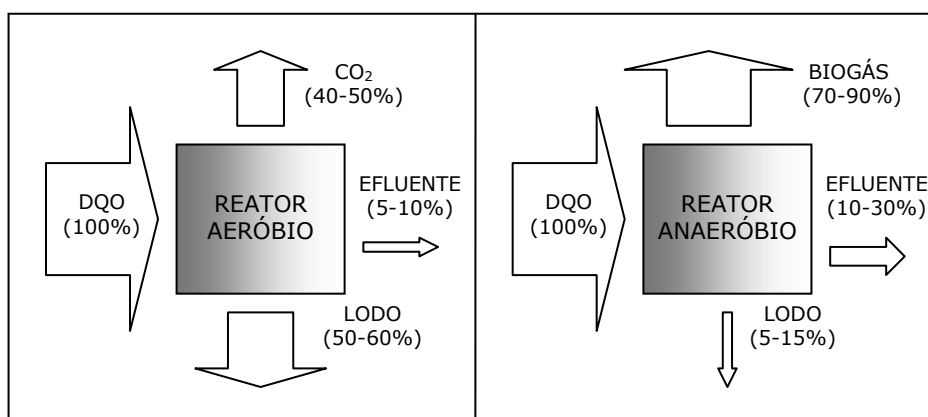 CO₂
(40-50%)
DQO
(100%)
REATOR
AERÓBIO
EFLUENTE
(5-10%)
LODO
(50-60%)
BIOGÁS
(70-90%)
DQO
(100%)
REATOR
ANAERÓBIO
EFLUENTE
(10-30%)
LODO
(5-15%)